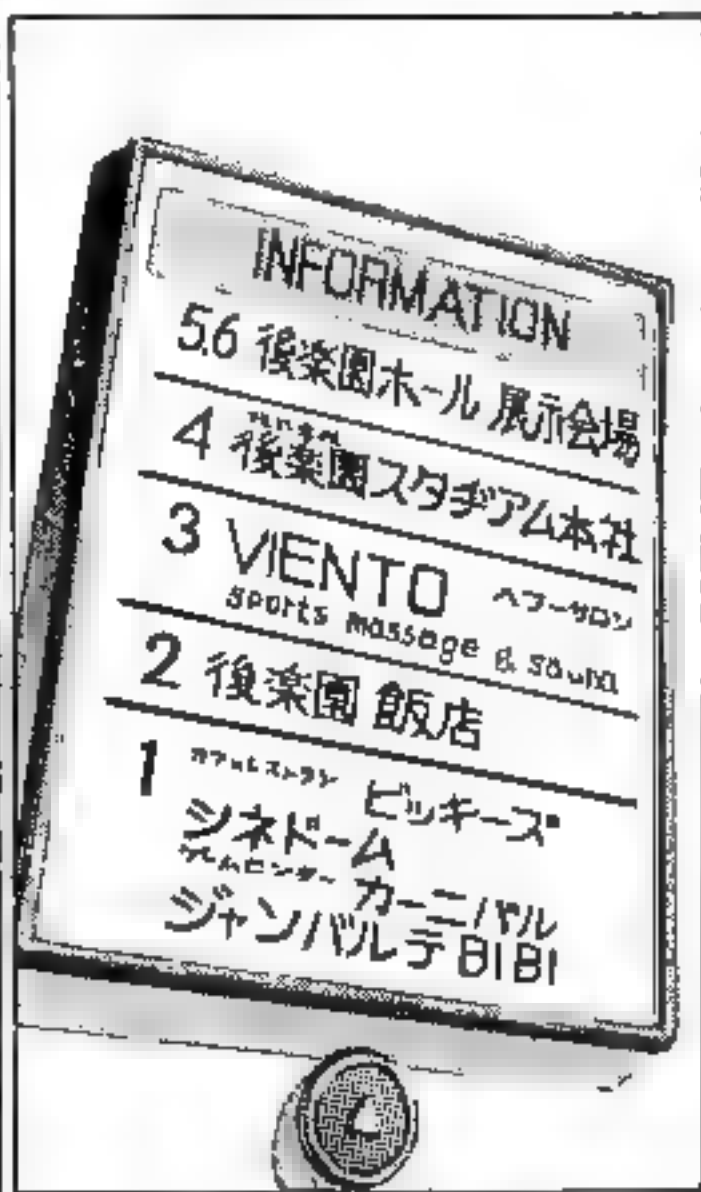 INFORMATION
5.6 後楽園ホール 展示会場
4 後楽園スタヂアム本社
3 VIENTO ヘアーサロン
sports massage & sauna
2 後楽園 飯店
1 カフェレストラン ビッキーズ
シネドーム
ゲームセンター カーニバル
ジャンバルテ BIBI